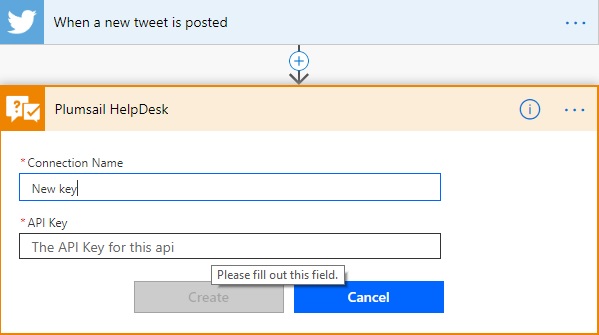 When a new tweet is posted
Plumsail HelpDesk
* Connection Name
New key
* API Key
The API Key for this api
Please fill out this field.
Create
Cancel